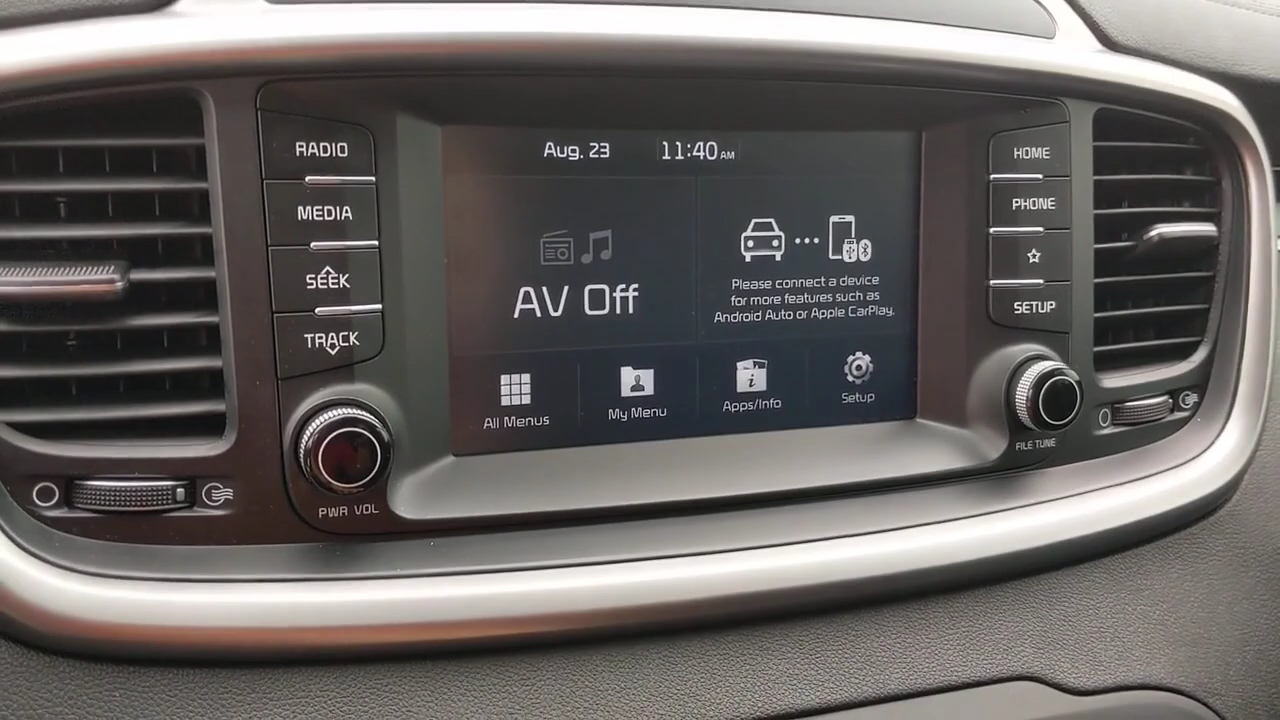 RADIO
MEDIA
SEEK
TRACK
PWR VOL
Aug. 23 11:40 AM
AV Off
Please connect a device
for more features such as
Android Auto or Apple CarPlay.
All Menus
My Menu
Apps/Info
Setup
HOME
PHONE
SETUP
FILE TUNE